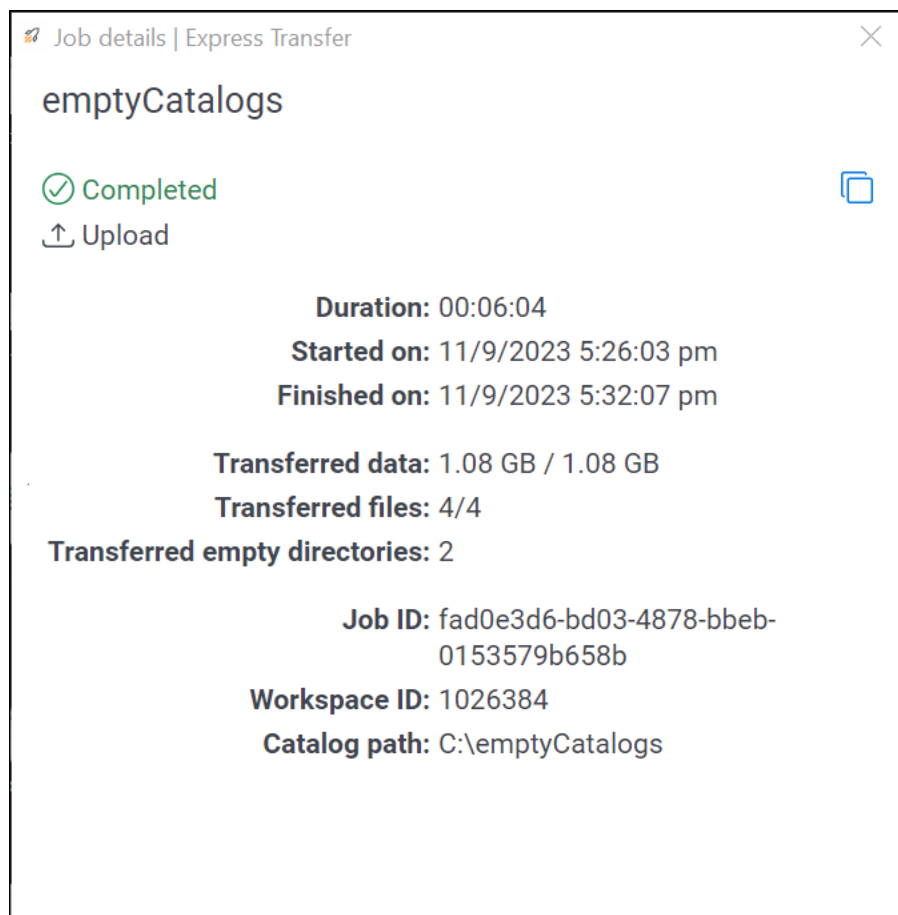 Job details | Express Transfer
emptyCatalogs
Completed
Upload
Duration: 00:06:04
Started on: 11/9/2023 5:26:03 pm
Finished on: 11/9/2023 5:32:07 pm
Transferred data: 1.08 GB / 1.08 GB
Transferred files: 4/4
Transferred empty directories: 2
Job ID: fad0e3d6-bd03-4878-bbeb-
0153579b658b
Workspace ID: 1026384
Catalog path: C:\emptyCatalogs